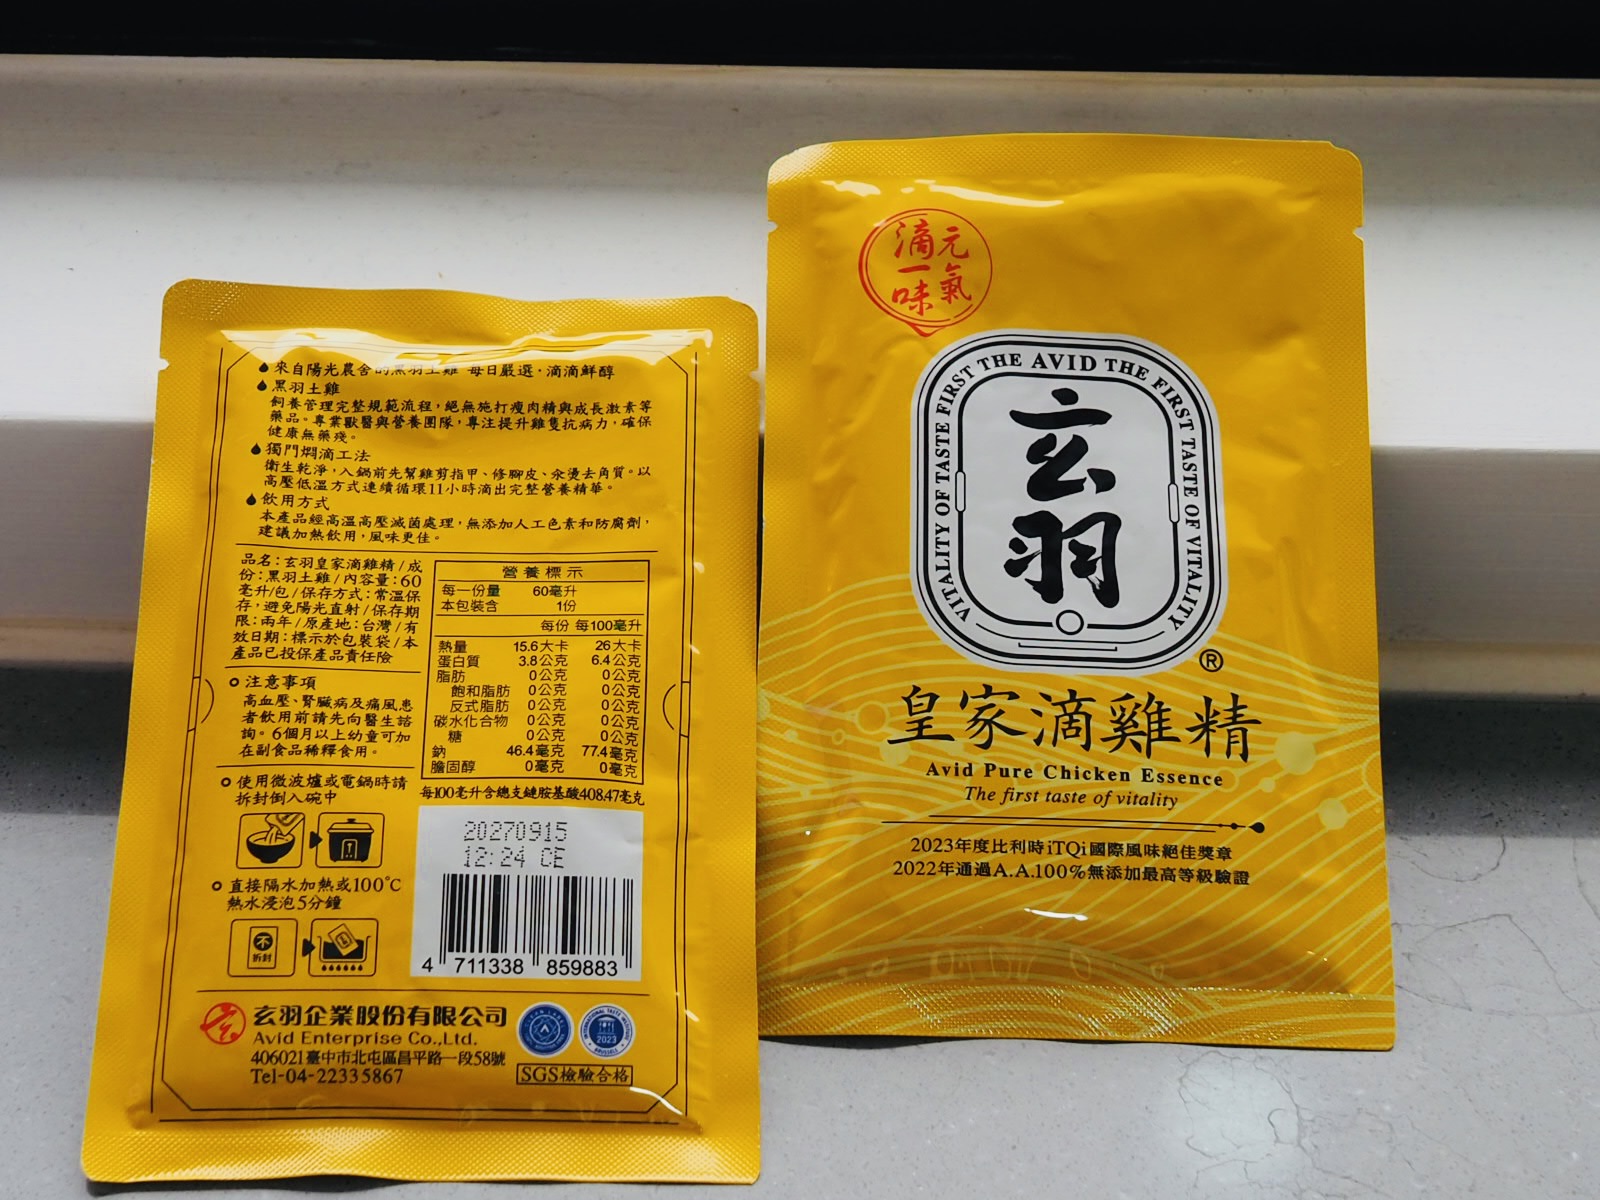 來自陽光農舍的黑羽土雞 每日嚴選·滴滴鮮醇
黑羽土雞
飼養管理完整規範流程,絕無施打瘦肉精與成長激素等
藥品。專業獸醫與營養團隊,專注提升雞隻抗病力,確保
健康無藥殘。
獨門燜滴工法
衛生乾淨,入鍋前先幫雞剪指甲、修腳皮、汆燙去角質。以
高壓低溫方式連續循環11小時滴出完整營養精華。
飲用方式
本產品經高溫高壓滅菌處理,無添加人工色素和防腐劑,
建議加熱飲用,風味更佳。
品名:玄羽皇家滴雞精/成
份:黑羽土雞/內容量:60
毫升/包/保存方式:常溫保
存,避免陽光直射/保存期
限:兩年/原產地:台灣/有
效日期:標示於包裝袋/本
產品已投保產品責任險
注意事項
高血壓、腎臟病及痛風患
者飲用前請先向醫生諮
詢。6個月以上幼童可加
在副食品稀釋食用。
使用微波爐或電鍋時請
拆封倒入碗中
直接隔水加熱或100℃
熱水浸泡5分鐘
不
拆封
營養標示
每一份量 60毫升
本包裝含 1份
每份 每100毫升
熱量 15.6大卡 26大卡
蛋白質 3.8公克 6.4公克
脂肪 0公克 0公克
飽和脂肪 0公克 0公克
反式脂肪 0公克 0公克
碳水化合物 0公克 0公克
糖 0公克 0公克
鈉 46.4毫克 77.4毫克
膽固醇 0毫克 0毫克
每100毫升含總支鏈胺基酸408.47毫克
20270915
12:24 CE
4 711338 859883
玄羽企業股份有限公司
Avid Enterprise Co.,Ltd.
406021臺中市北屯區昌平路一段58號
Tel-04-22335867
INTERNATIONAL TASTE INSTITUTE
2023
BRUSSELS
SGS檢驗合格
元氣
滴一味
VITALITY OF TASTE FIRST THE AVID THE FIRST TASTE OF VITALITY
玄羽
®
皇家滴雞精
Avid Pure Chicken Essence
The first taste of vitality
2023年度比利時iTQi國際風味絕佳獎章
2022年通過A.A.100%無添加最高等級驗證